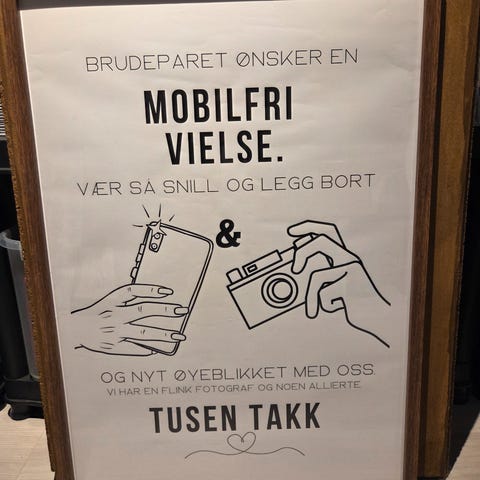 BRUDEPARET ØNSKER EN
MOBILFRI
VIELSE.
VÆR SÅ SNILL OG LEGG BORT
&
OG NYT ØYEBLIKKET MED OSS.
VI HAR EN FLINK FOTOGRAF OG NOEN ALLIERTE.
TUSEN TAKK